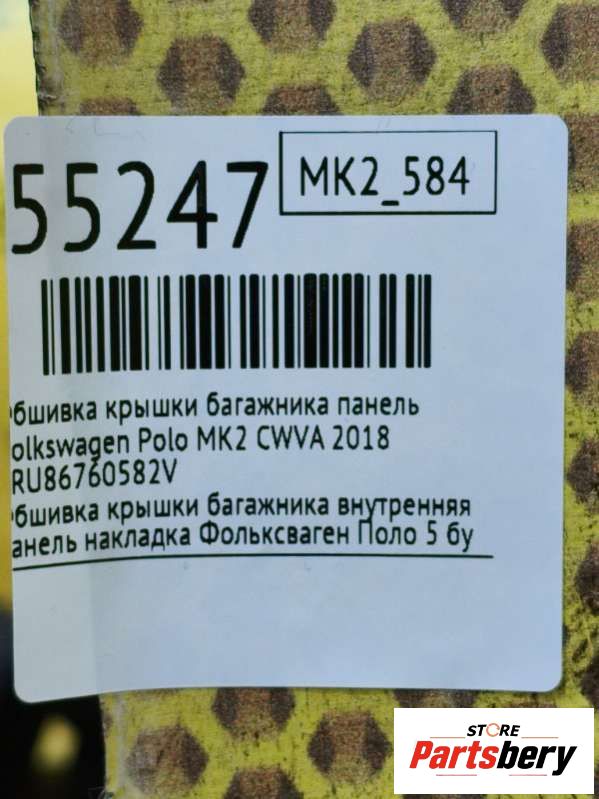 55247
MK2_584
бшивка крышки багажника панель
olkswagen Polo MK2 CWVA 2018
RU86760582V
бшивка крышки багажника внутренняя
анель накладка Фольксваген Поло 5 бу
STORE
Partsbery